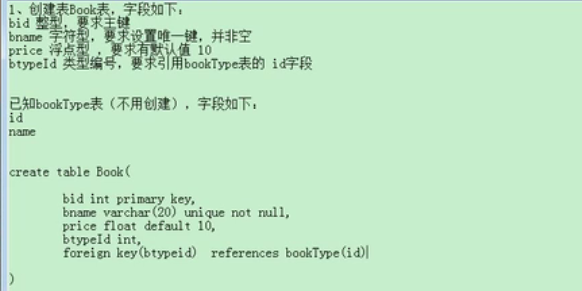 1、创建表Book表，字段如下：
bid 整型，要求主键
bname 字符型，要求设置唯一键，并非空
price 浮点型 ，要求有默认值 10
btypeId 类型编号，要求引用bookType表的 id字段
已知bookType表（不用创建），字段如下：
id
name
create table Book(
bid int primary key,
bname varchar(20) unique not null,
price float default 10,
btypeId int,
foreign key(btypeid)  references bookType(id)
)